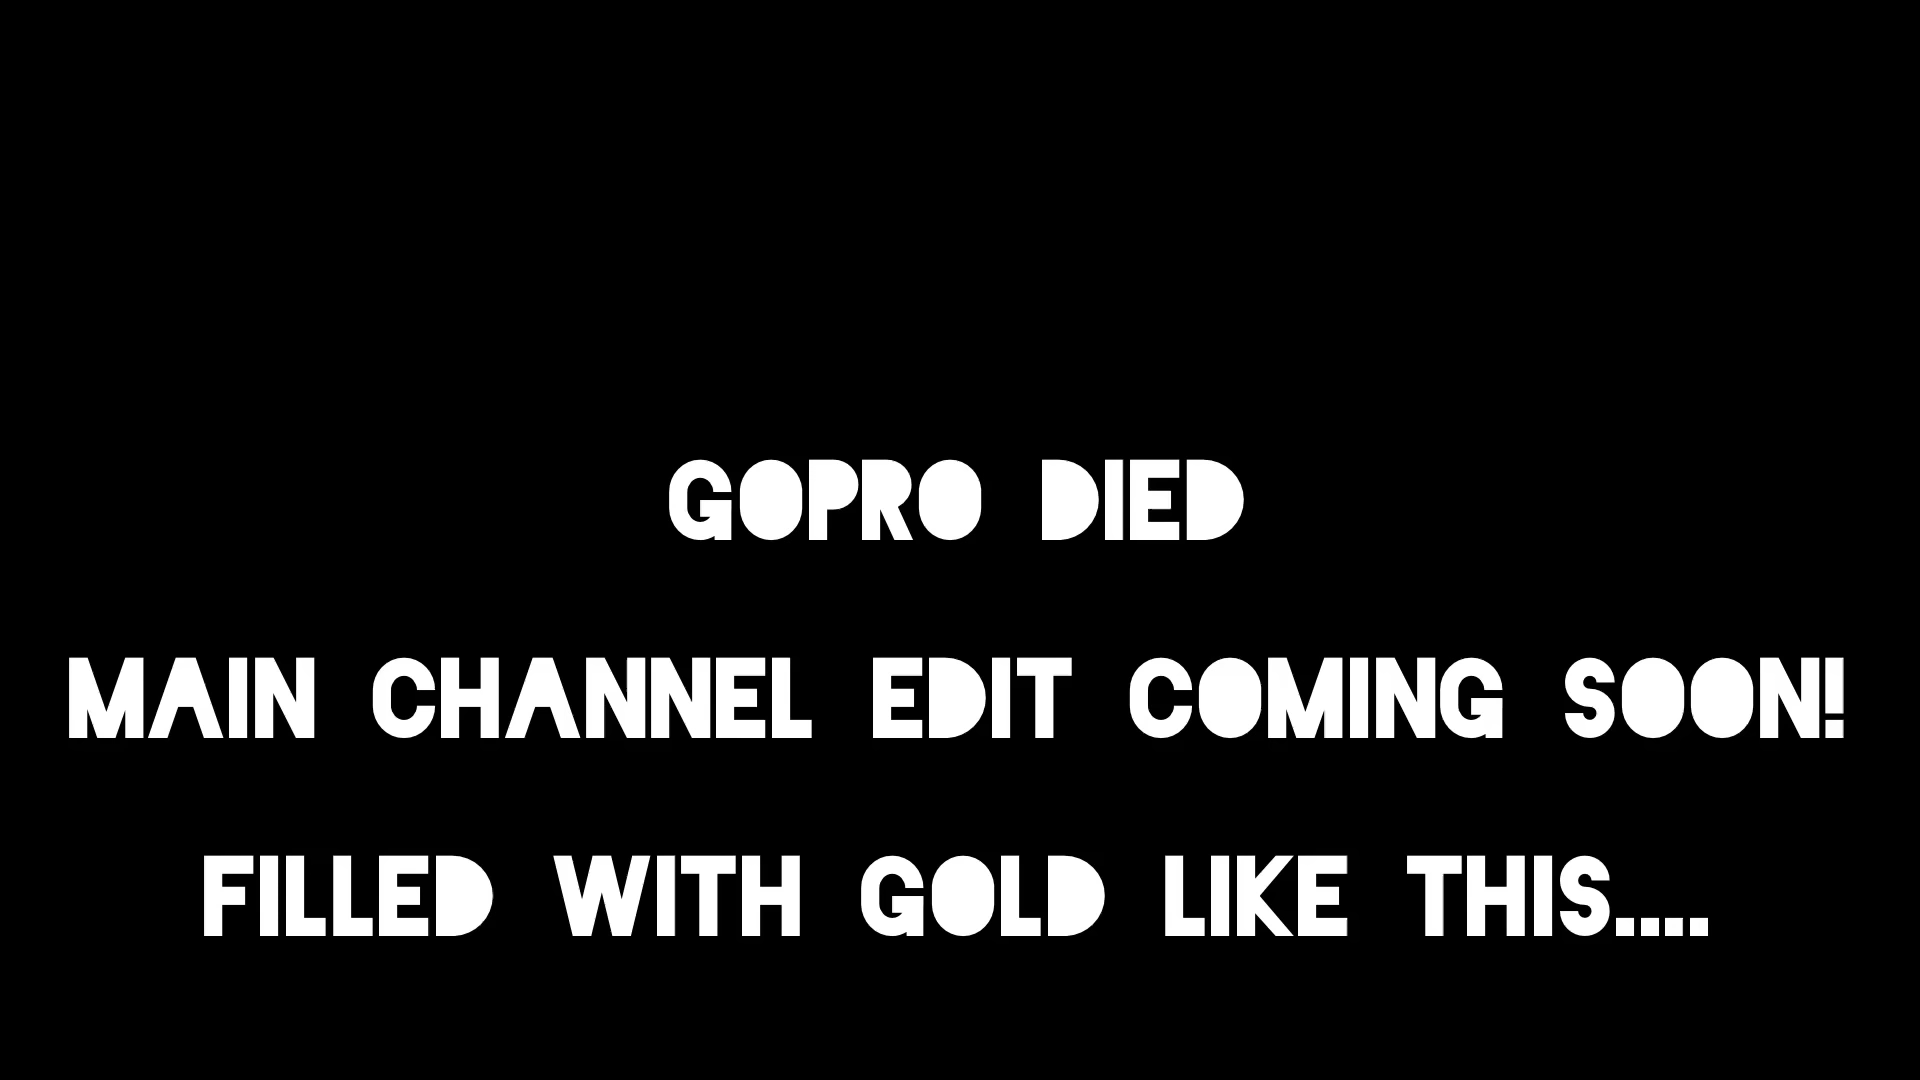 GOPRO DIED
MAIN CHANNEL EDIT COMING SOON!
FILLED WITH GOLD LIKE THIS....